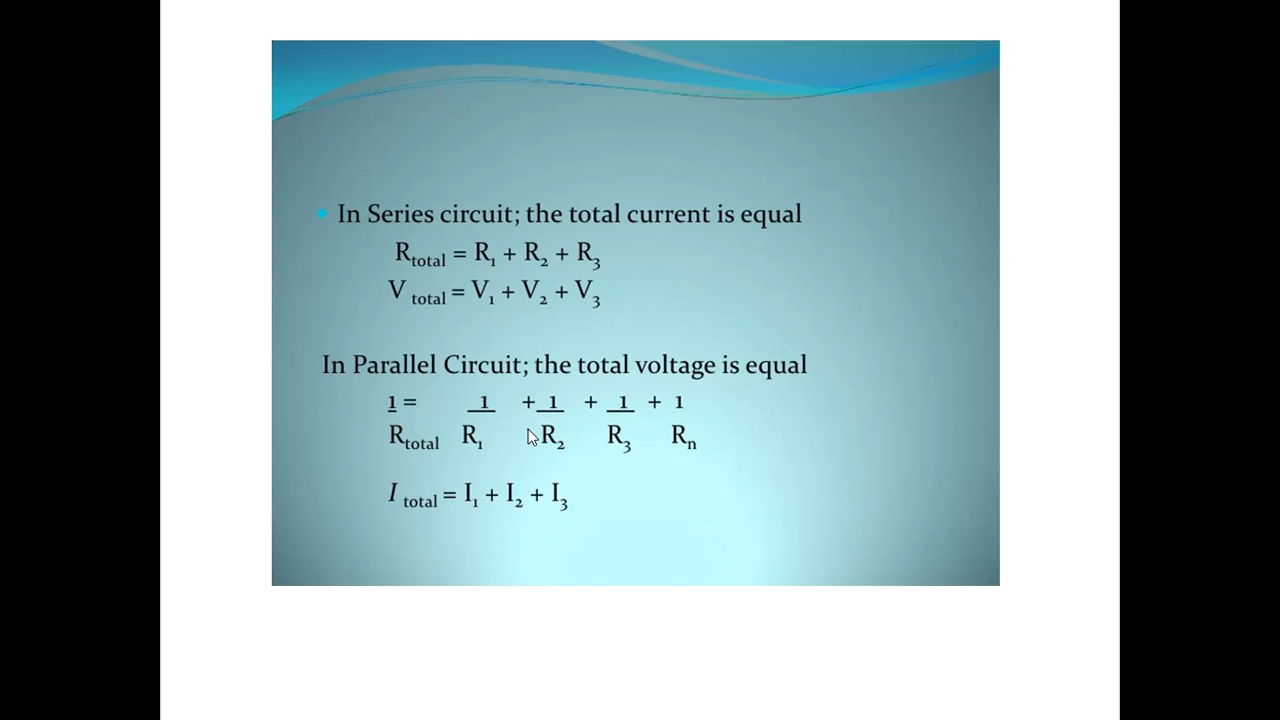 In Series circuit; the total current is equal
Rtotal = R1 + R2 + R3
V total = V1 + V2 + V3
In Parallel Circuit; the total voltage is equal
1 = 1 + 1 + 1 + 1
Rtotal R1 R2 R3 Rn
I total = I1 + I2 + I3